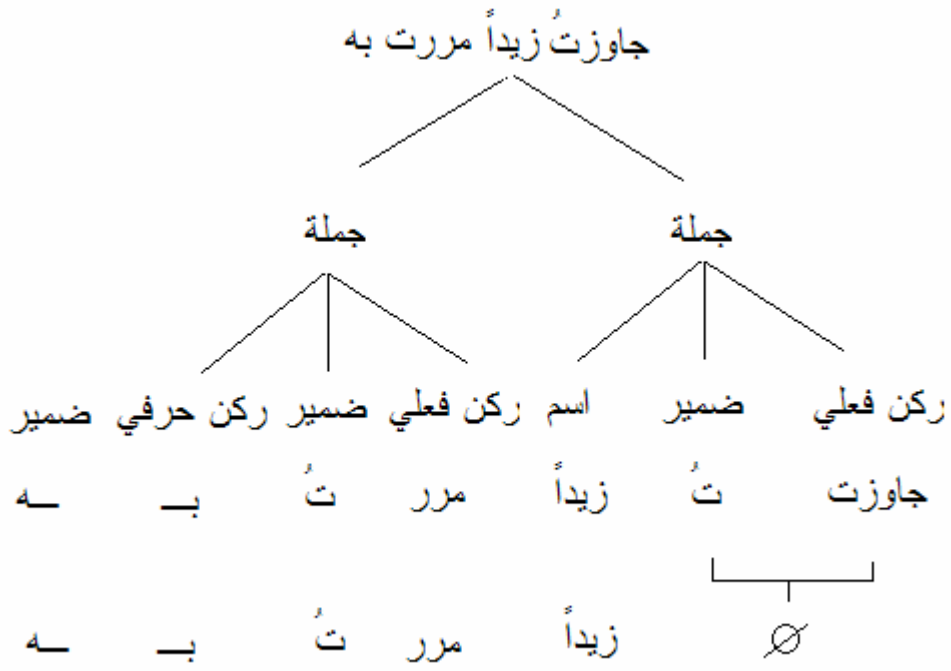 جاوزتُ زيداً مررت به
جملة جملة
ركن فعلي ضمير اسم ركن فعلي ضمير ركن حرفي ضمير
جاوزت تُ زيداً مرر تُ بـ ـه
∅ زيداً مرر تُ بـ ـه